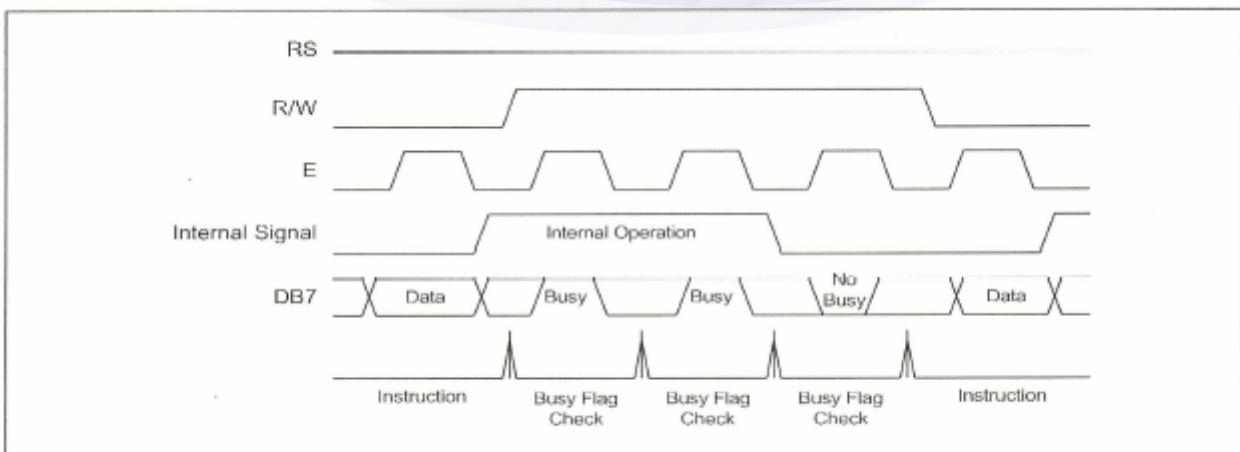 RS
R/W
E
Internal Signal
Internal Operation
DB7
Data
Busy
Busy
No
Busy
Data
Instruction
Busy Flag
Check
Busy Flag
Check
Busy Flag
Check
Instruction